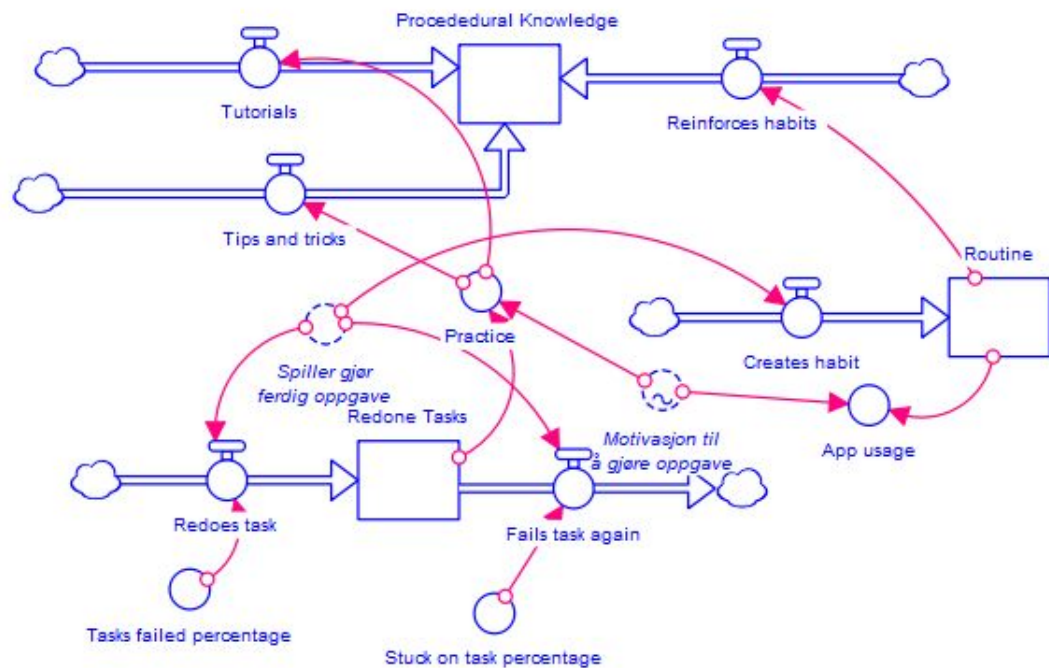 Procededural Knowledge
Tutorials
Reinforces habits
Tips and tricks
Routine
Practice
Creates habit
Spiller gjør
ferdig oppgave
Redone Tasks
Motivasjon til
å gjøre oppgave
App usage
Redoes task
Fails task again
Tasks failed percentage
Stuck on task percentage